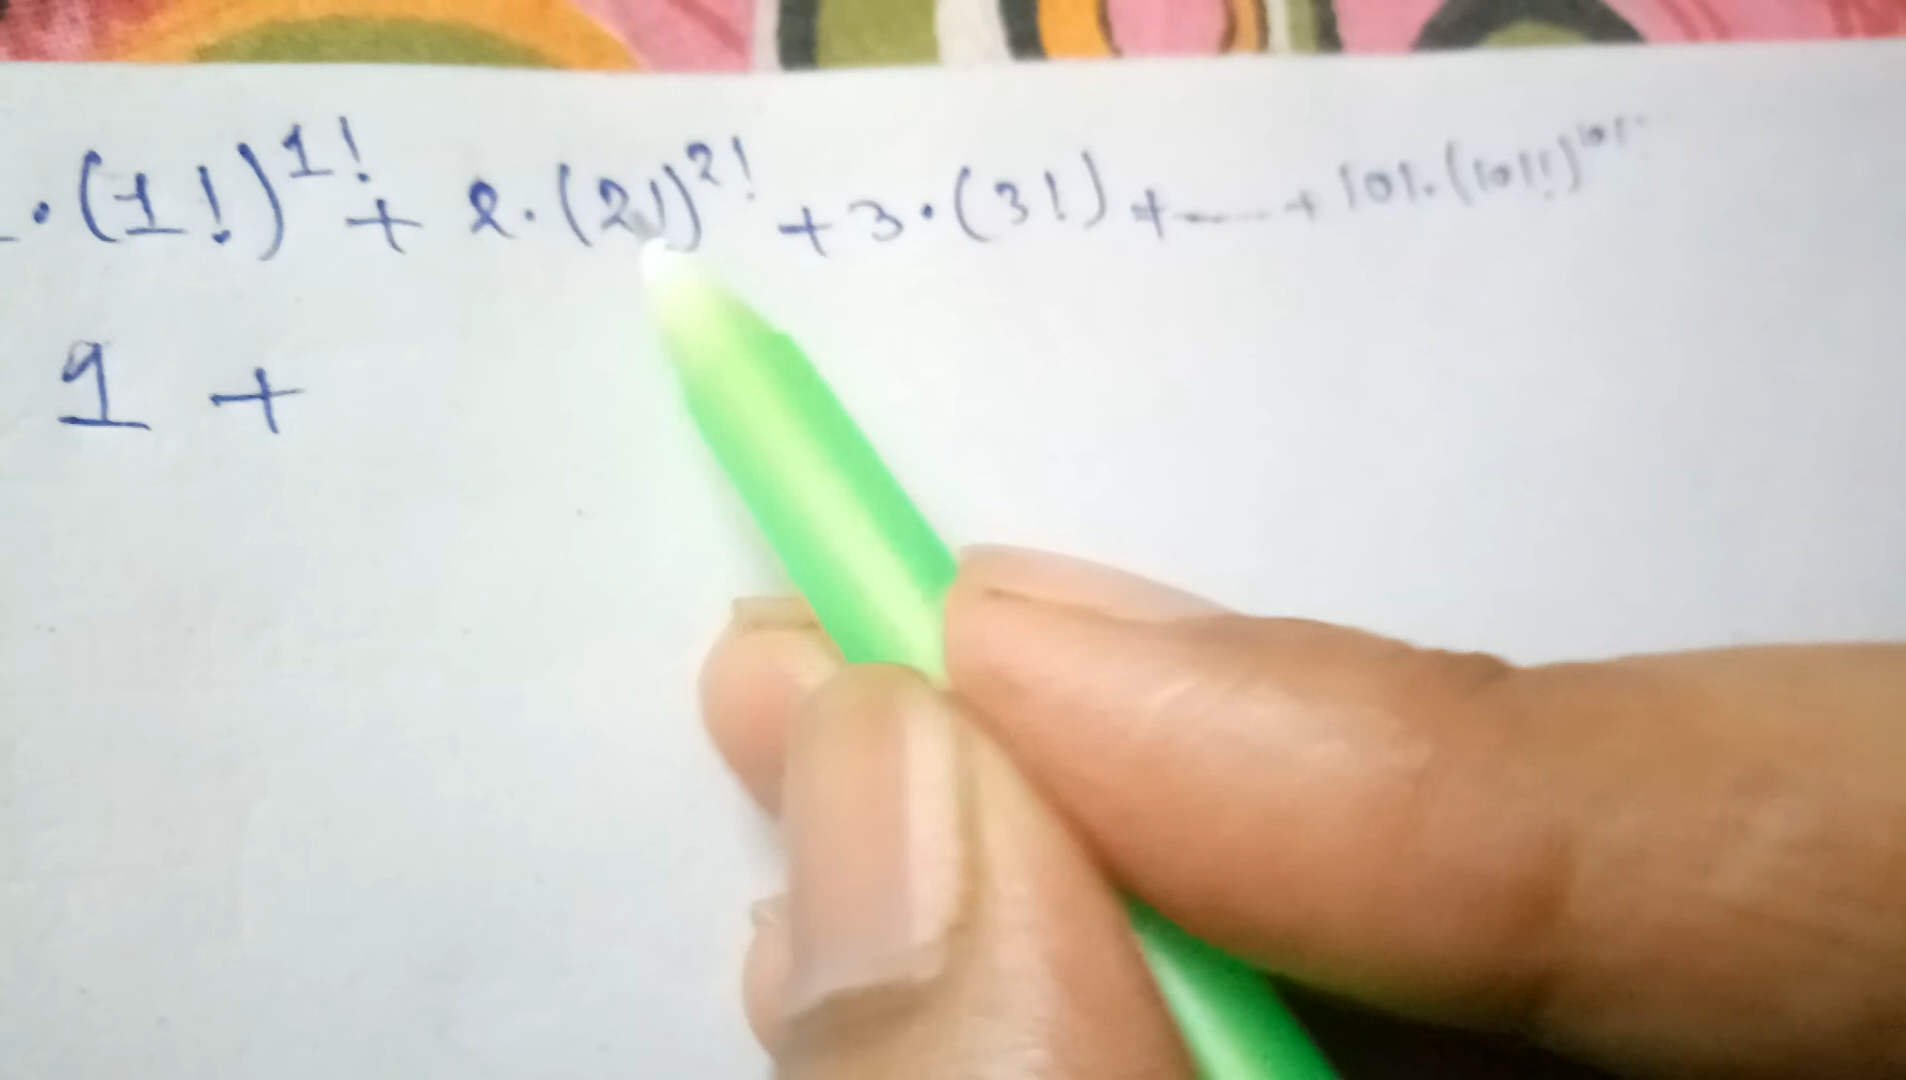 ·(1!)^1! + 2·(2!)^2! + 3·(3!) + ...... + 101·(101!)^101
1 +